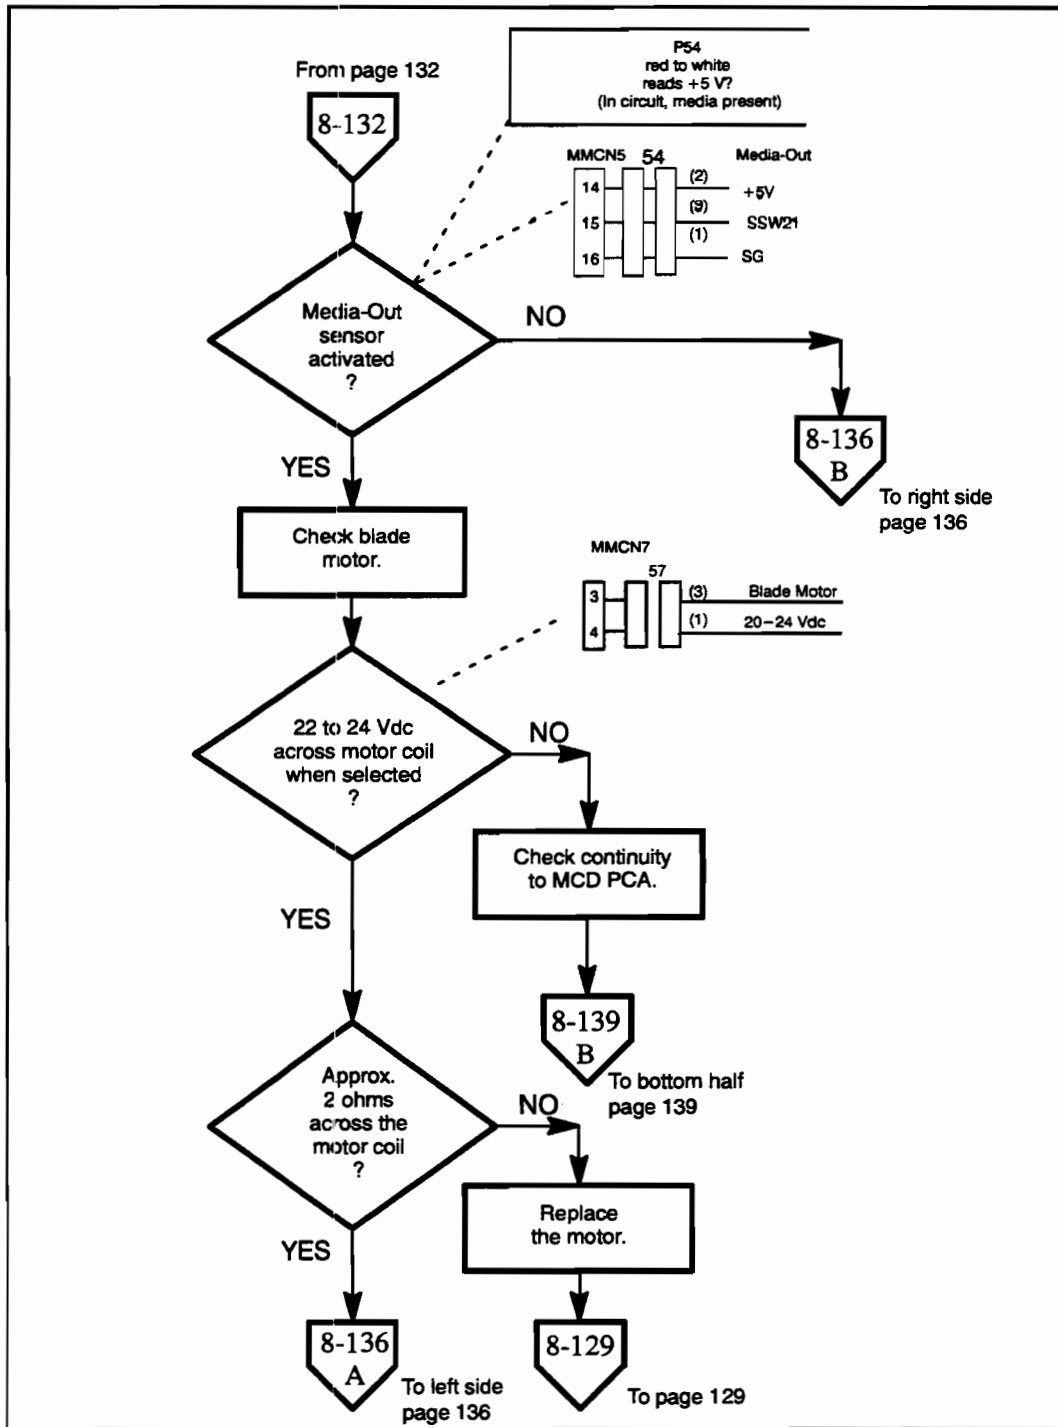 From page 132
8-132
P54
red to white
reads +5 V?
(In circuit, media present)
MMCN5 54 Media-Out
14 (2) +5V
15 (9) SSW21
16 (1) SG
Media-Out
sensor
activated
?
NO
8-136
B
To right side
page 136
YES
Check blade
motor.
MMCN7
57
3 (3) Blade Motor
4 (1) 20-24 Vdc
22 to 24 Vdc
across motor coil
when selected
?
NO
Check continuity
to MCD PCA.
8-139
B
To bottom half
page 139
YES
Approx.
2 ohms
across the
motor coil
?
NO
Replace
the motor.
8-129
To page 129
YES
8-136
A
To left side
page 136